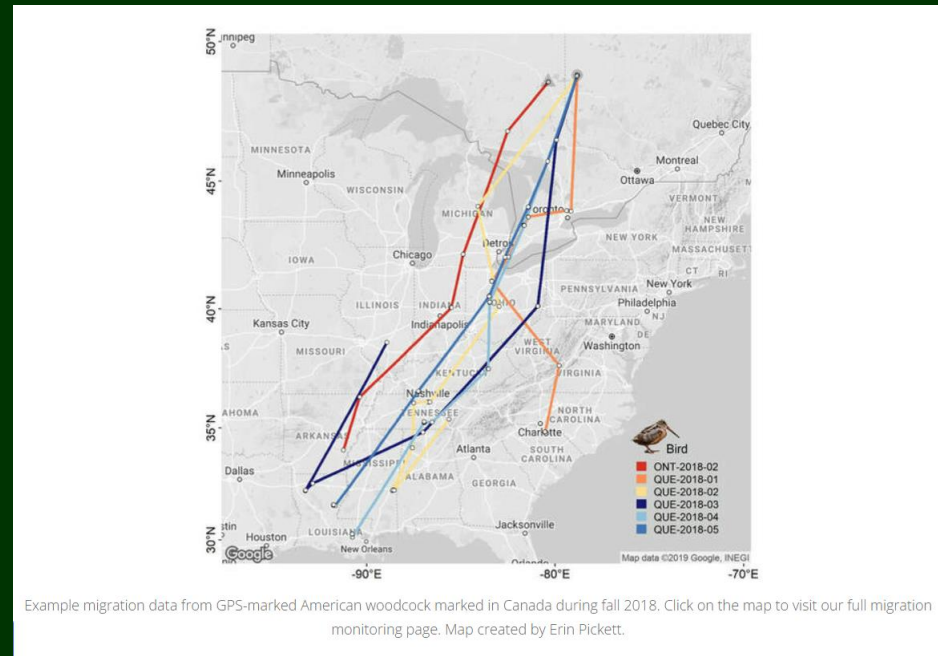 nnipeg
50°N
Quebec City
MINNESOTA
Montreal
Minneapolis
Ottawa
45°N
WISCONSIN
VERMONT
MICHIGAN
oronto
NEW
HAMPSHIRE
NEW YORK
Detroi
MASSACHUSETT
Chicago
IOWA
CT
RI
New York
PENNSYLVANIA
40°N
ILLINOIS
INDIANA
OHIO
Philadelphia
Indianapolis
NJ
Kansas City
MARYLAND
DE
WEST
VIRGINIA
Washington
MISSOURI
KENTUCKY
VIRGINIA
Nashville
TENNESSEE
NORTH
CAROLINA
AHOMA
35°N
ARKANSAS
Charlotte
Atlanta
SOUTH
CAROLINA
MISSISSIPPI
Dallas
ALABAMA
GEORGIA
Bird
ONT-2018-02
QUE-2018-01
QUE-2018-02
QUE-2018-03
QUE-2018-04
QUE-2018-05
stin
LOUISIANA
Jacksonville
30°N
Houston
New Orleans
Google
Orlando
Map data ©2019 Google, INEGI
-90°E
-80°E
-70°E
Example migration data from GPS-marked American woodcock marked in Canada during fall 2018. Click on the map to visit our full migration
monitoring page. Map created by Erin Pickett.